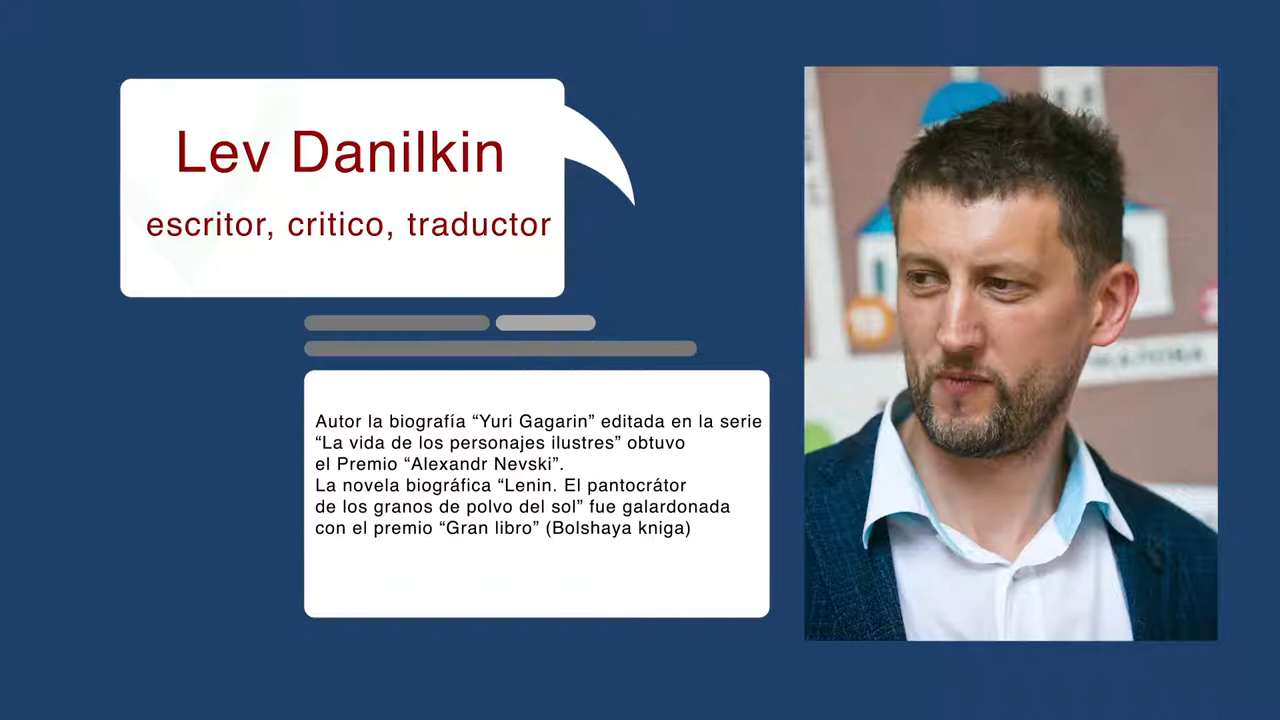 Lev Danilkin
escritor, critico, traductor
Autor la biografía “Yuri Gagarin” editada en la serie
“La vida de los personajes ilustres” obtuvo
el Premio “Alexandr Nevski”.
La novela biográfica “Lenin. El pantocrátor
de los granos de polvo del sol” fue galardonada
con el premio “Gran libro” (Bolshaya kniga)